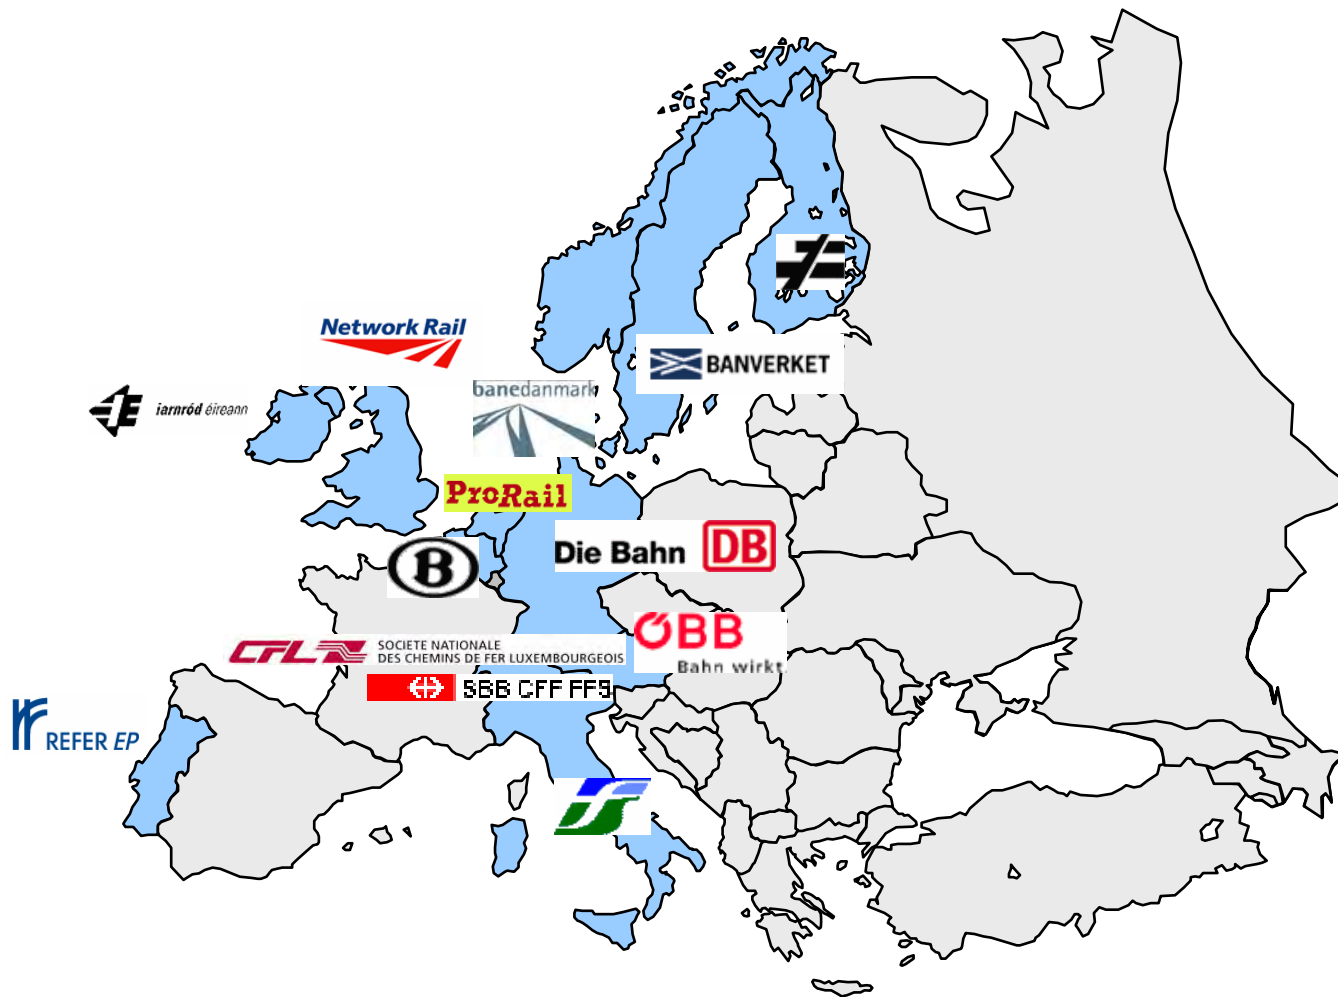 Network Rail
iarnród éireann
banedanmark
BANVERKET
ProRail
Die Bahn DB
B
ÖBB
Bahn wirkt.
CFL SOCIETE NATIONALE
DES CHEMINS DE FER LUXEMBOURGEOIS
SBB CFF FFS
REFER EP
FS